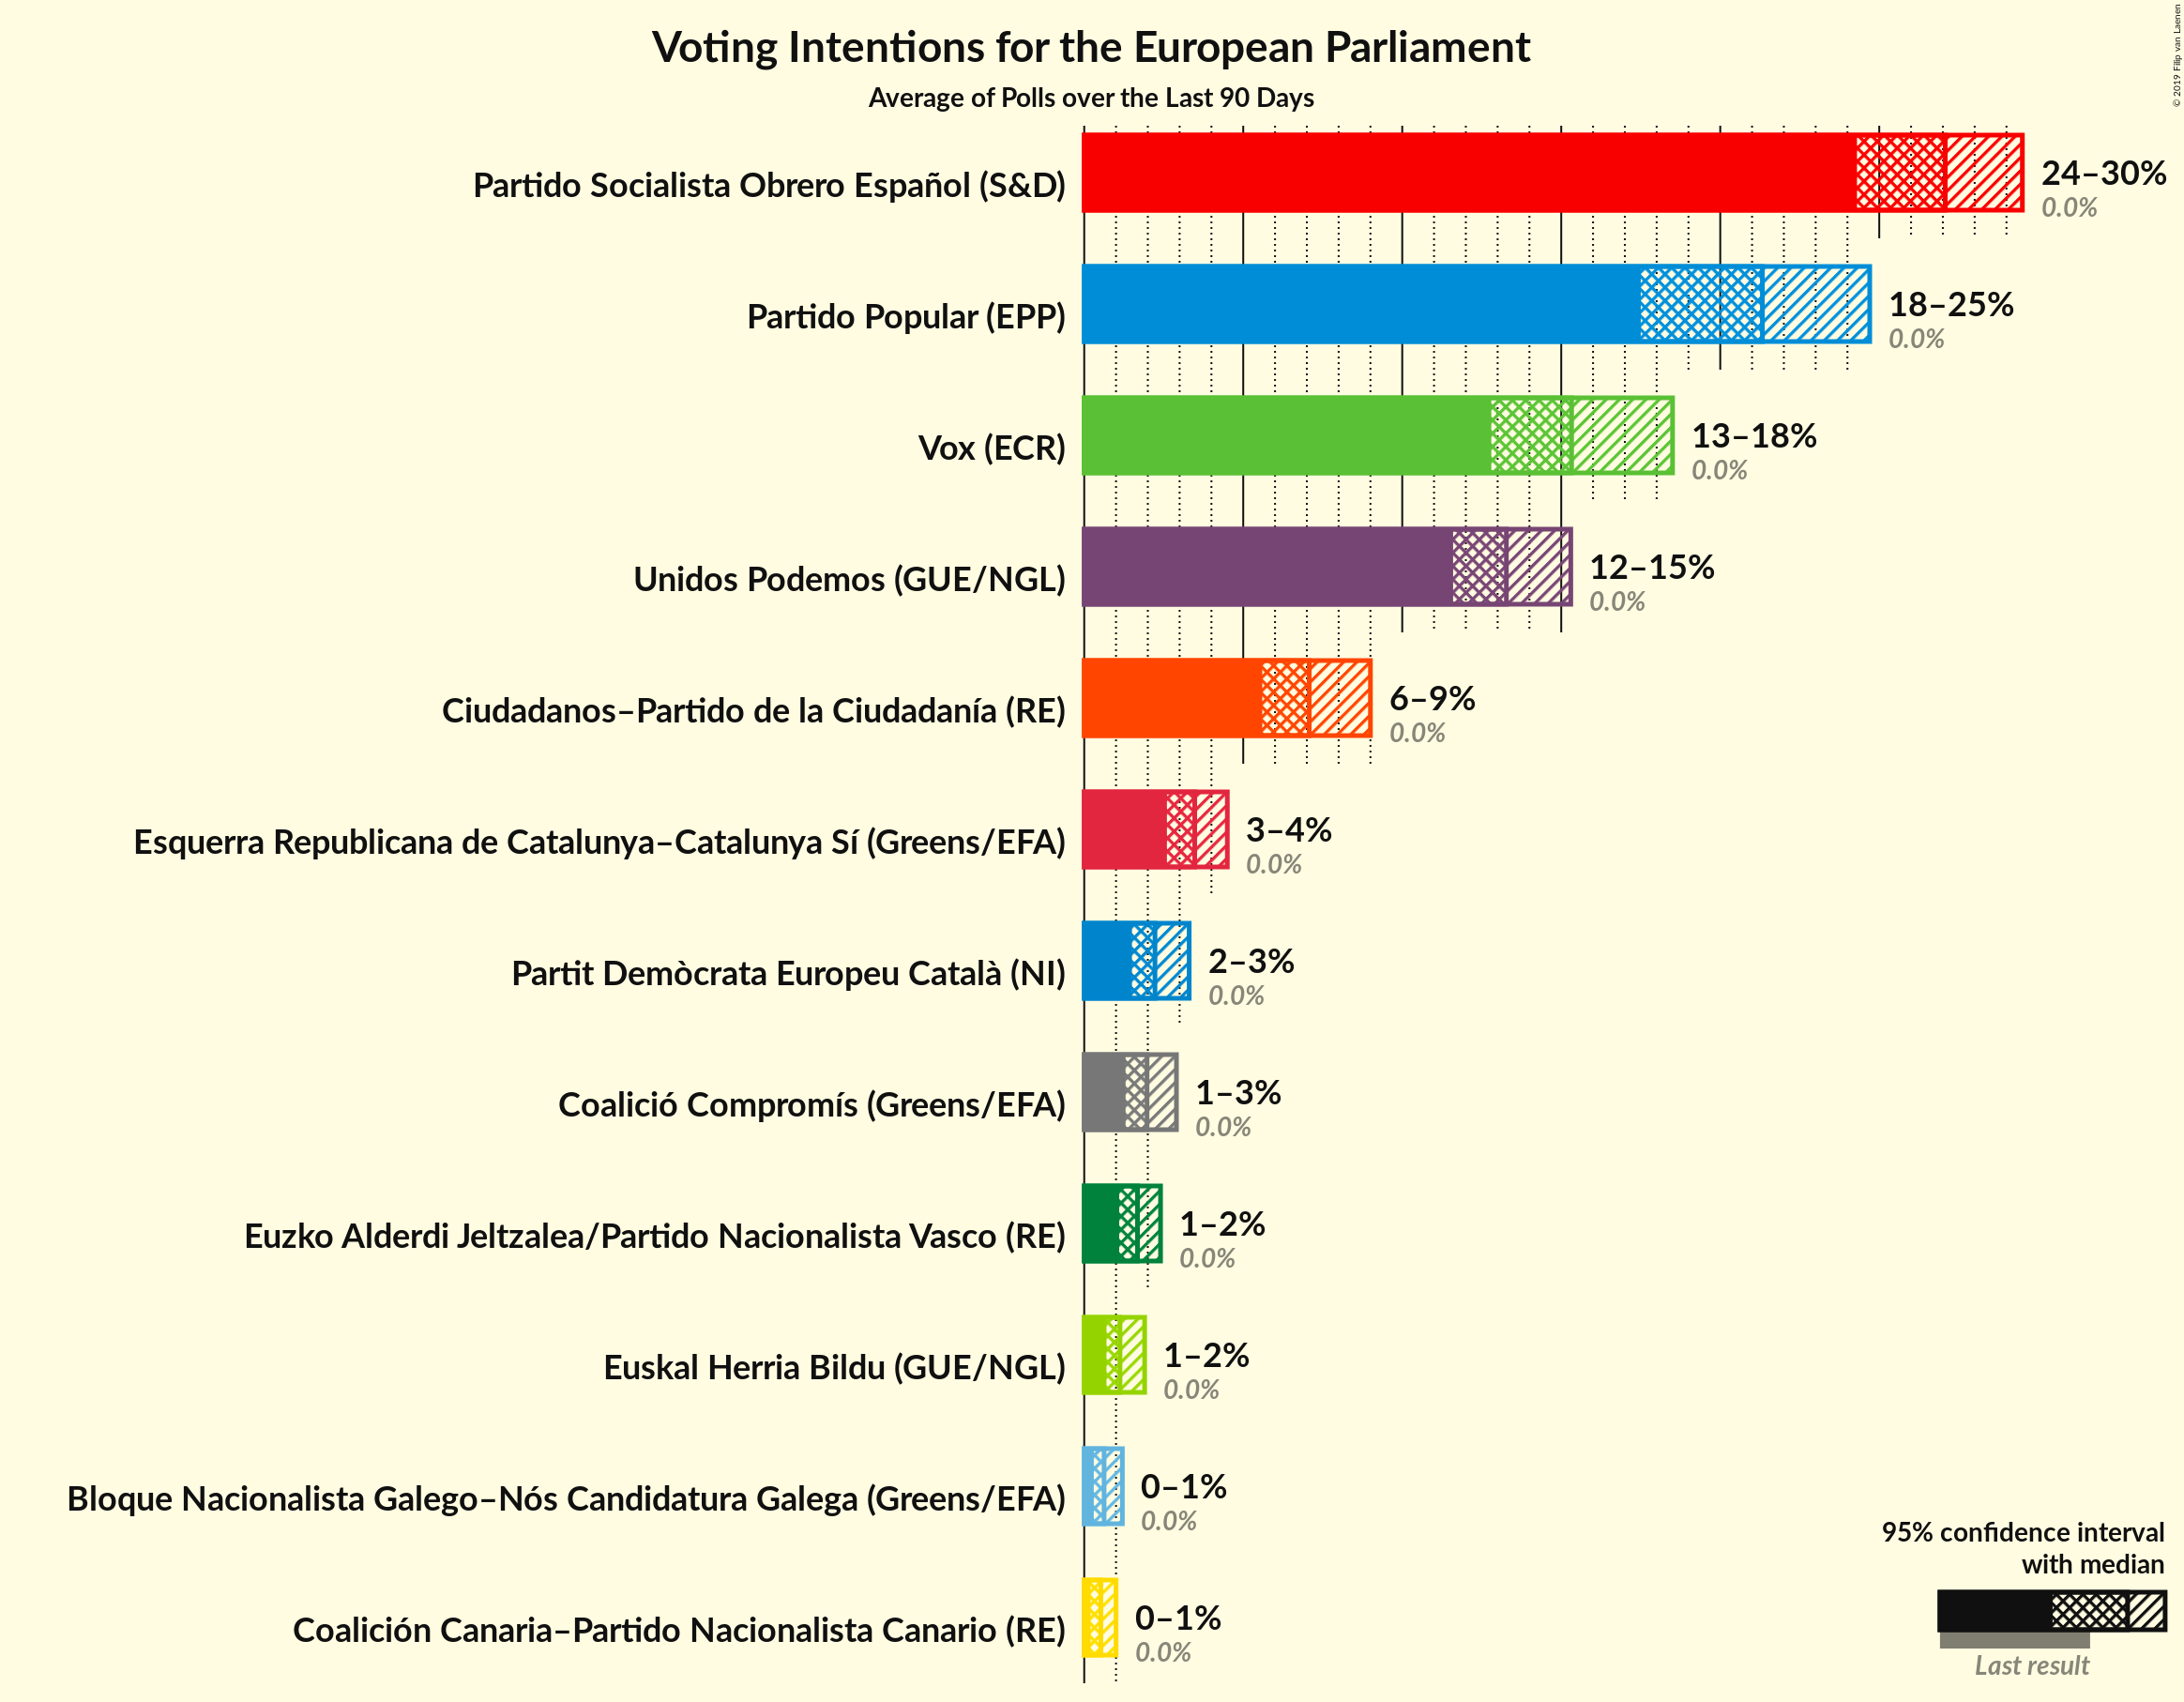 Voting Intentions for the European Parliament
Average of Polls over the Last 90 Days
© 2019 Filip van Laenen
Partido Socialista Obrero Español (S&D)
24–30%
0.0%
Partido Popular (EPP)
18–25%
0.0%
Vox (ECR)
13–18%
0.0%
Unidos Podemos (GUE/NGL)
12–15%
0.0%
Ciudadanos–Partido de la Ciudadanía (RE)
6–9%
0.0%
Esquerra Republicana de Catalunya–Catalunya Sí (Greens/EFA)
3–4%
0.0%
Partit Demòcrata Europeu Català (NI)
2–3%
0.0%
Coalició Compromís (Greens/EFA)
1–3%
0.0%
Euzko Alderdi Jeltzalea/Partido Nacionalista Vasco (RE)
1–2%
0.0%
Euskal Herria Bildu (GUE/NGL)
1–2%
0.0%
Bloque Nacionalista Galego–Nós Candidatura Galega (Greens/EFA)
0–1%
0.0%
Coalición Canaria–Partido Nacionalista Canario (RE)
0–1%
0.0%
95% confidence interval
with median
Last result